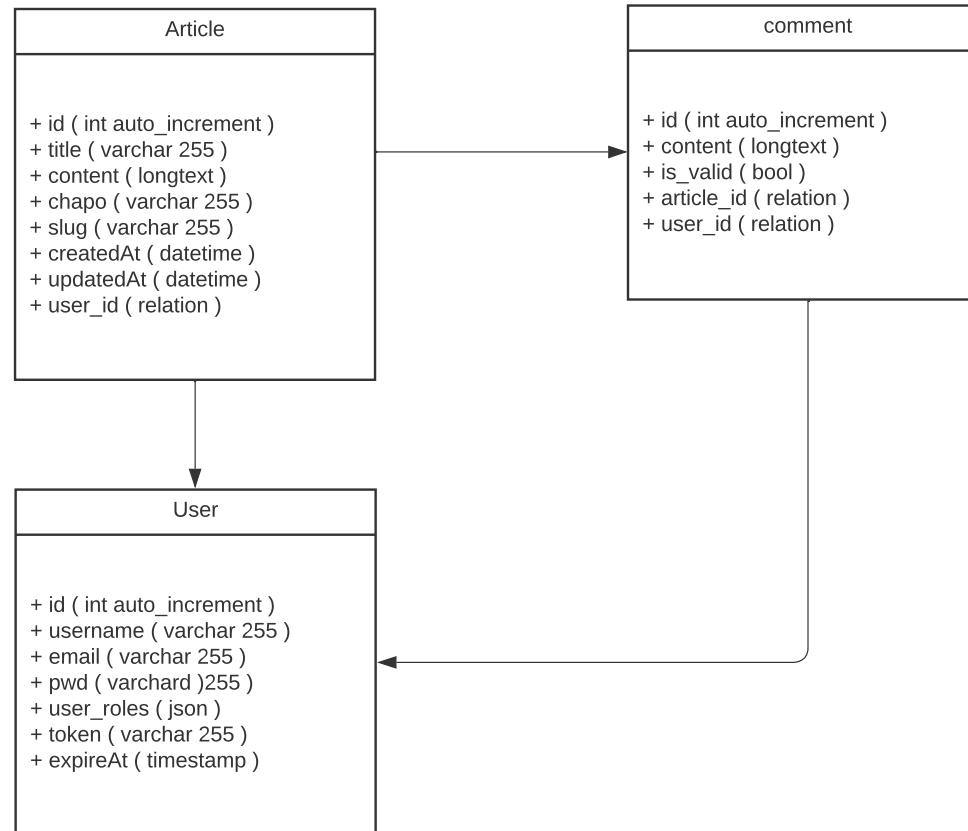 Article
+ id ( int auto_increment )
+ title ( varchar 255 )
+ content ( longtext )
+ chapo ( varchar 255 )
+ slug ( varchar 255 )
+ createdAt ( datetime )
+ updatedAt ( datetime )
+ user_id ( relation )
comment
+ id ( int auto_increment )
+ content ( longtext )
+ is_valid ( bool )
+ article_id ( relation )
+ user_id ( relation )
User
+ id ( int auto_increment )
+ username ( varchar 255 )
+ email ( varchar 255 )
+ pwd ( varchard )255 )
+ user_roles ( json )
+ token ( varchar 255 )
+ expireAt ( timestamp )